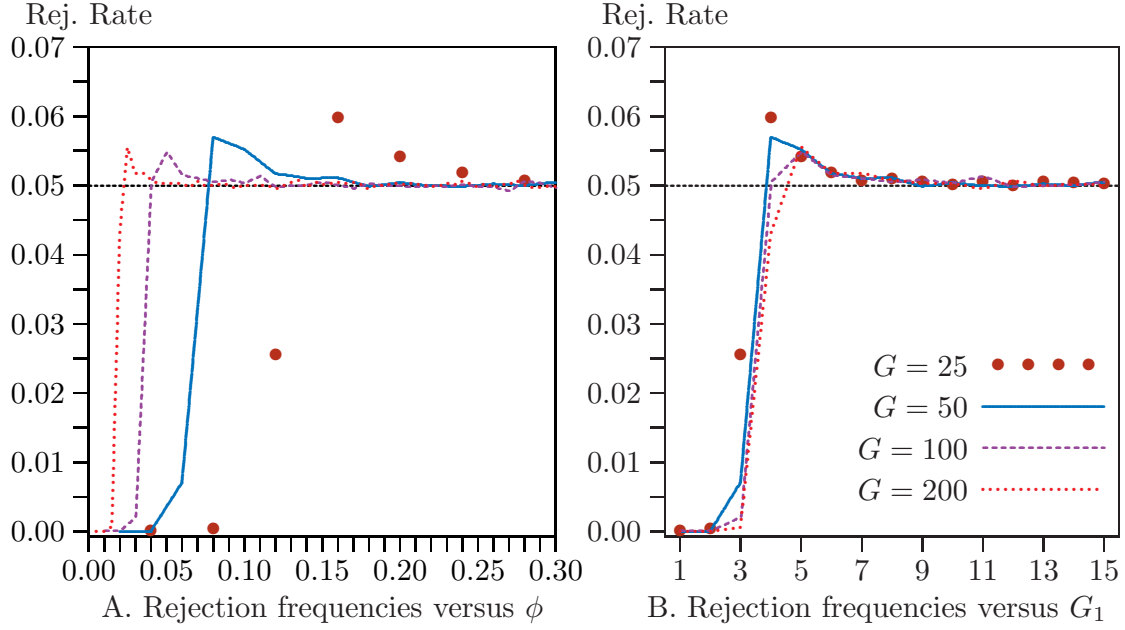 Rej. Rate
0.07
0.06
0.05
0.04
0.03
0.02
0.01
0.00
0.00 0.05 0.10 0.15 0.20 0.25 0.30
A. Rejection frequencies versus ϕ
Rej. Rate
0.07
0.06
0.05
0.04
0.03
0.02
0.01
0.00
1 3 5 7 9 11 13 15
G = 25
G = 50
G = 100
G = 200
B. Rejection frequencies versus G₁